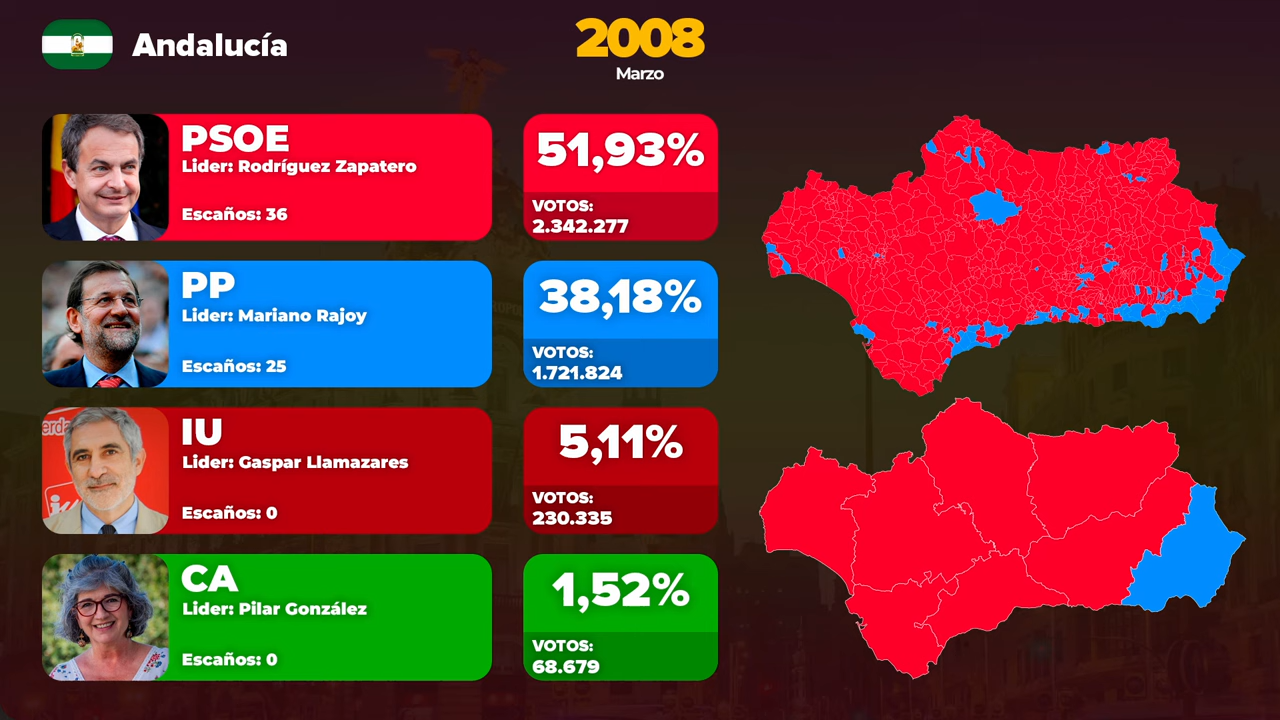 Andalucía
2008
Marzo
PSOE
Lider: Rodríguez Zapatero
Escaños: 36
51,93%
VOTOS:
2.342.277
PP
Lider: Mariano Rajoy
Escaños: 25
38,18%
VOTOS:
1.721.824
IU
Lider: Gaspar Llamazares
Escaños: 0
5,11%
VOTOS:
230.335
CA
Lider: Pilar González
Escaños: 0
1,52%
VOTOS:
68.679